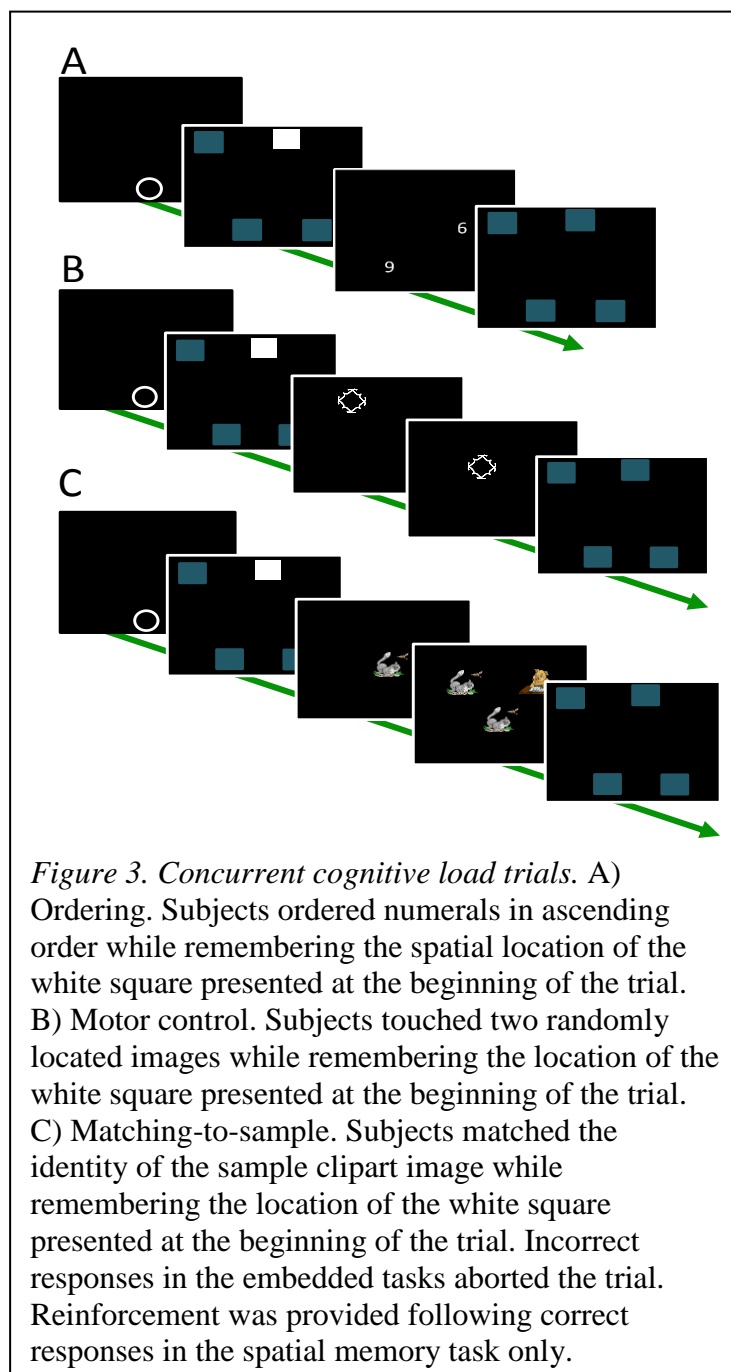 A
6
9
B
C
Figure 3. Concurrent cognitive load trials. A)
Ordering. Subjects ordered numerals in ascending
order while remembering the spatial location of the
white square presented at the beginning of the trial.
B) Motor control. Subjects touched two randomly
located images while remembering the location of the
white square presented at the beginning of the trial.
C) Matching-to-sample. Subjects matched the
identity of the sample clipart image while
remembering the location of the white square
presented at the beginning of the trial. Incorrect
responses in the embedded tasks aborted the trial.
Reinforcement was provided following correct
responses in the spatial memory task only.